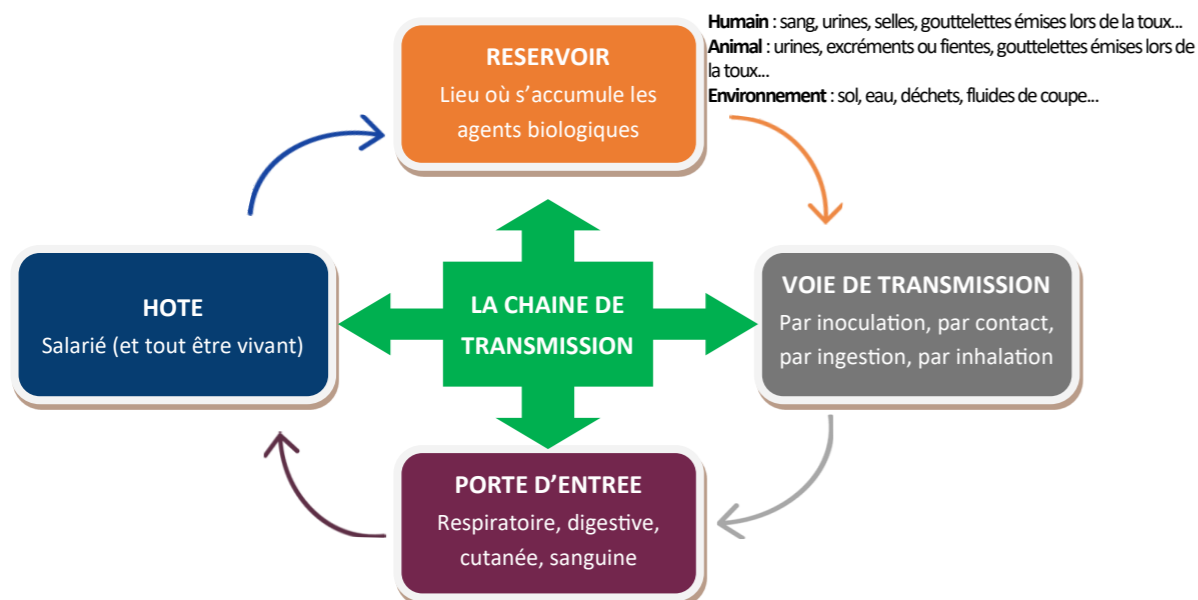 Humain : sang, urines, selles, gouttelettes émises lors de la toux...
Animal : urines, excréments ou fientes, gouttelettes émises lors de
la toux...
Environnement : sol, eau, déchets, fluides de coupe...
RESERVOIR
Lieu où s’accumule les
agents biologiques
VOIE DE TRANSMISSION
Par inoculation, par contact,
par ingestion, par inhalation
PORTE D’ENTREE
Respiratoire, digestive,
cutanée, sanguine
HOTE
Salarié (et tout être vivant)
LA CHAINE DE
TRANSMISSION